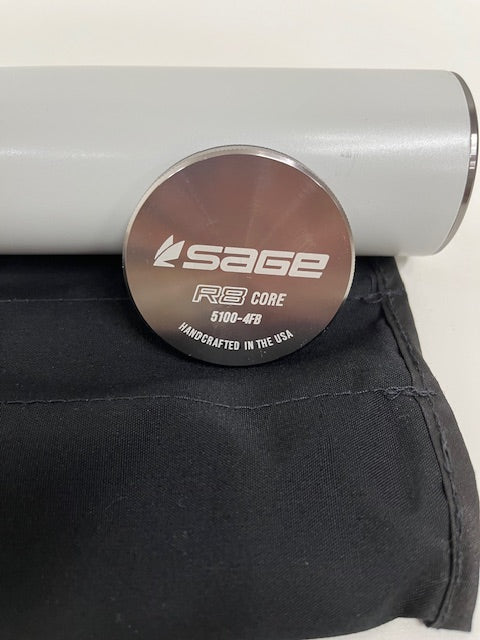 SAGE
R8 CORE
5100-4FB
HANDCRAFTED IN THE USA